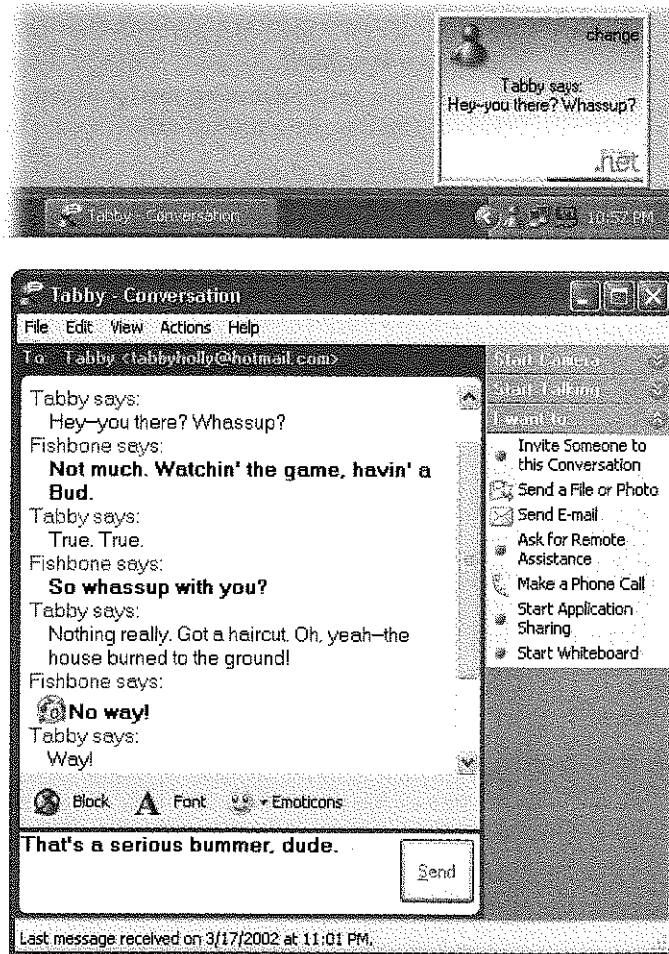 change
Tabby says:
Hey—you there? Whassup?
.net
Tabby - Conversation
10:57 PM
Tabby - Conversation
File Edit View Actions Help
To: Tabby <tabbyholly@hotmail.com>
Start Camera
Start Talking
I want to
Tabby says:
Hey—you there? Whassup?
Fishbone says:
Not much. Watchin' the game, havin' a
Bud.
Tabby says:
True. True.
Fishbone says:
So whassup with you?
Tabby says:
Nothing really. Got a haircut. Oh, yeah—the
house burned to the ground!
Fishbone says:
No way!
Tabby says:
Way!
Invite Someone to
this Conversation
Send a File or Photo
Send E-mail
Ask for Remote
Assistance
Make a Phone Call
Start Application
Sharing
Start Whiteboard
Block Font Emoticons
That's a serious bummer, dude.
Send
Last message received on 3/17/2002 at 11:01 PM.